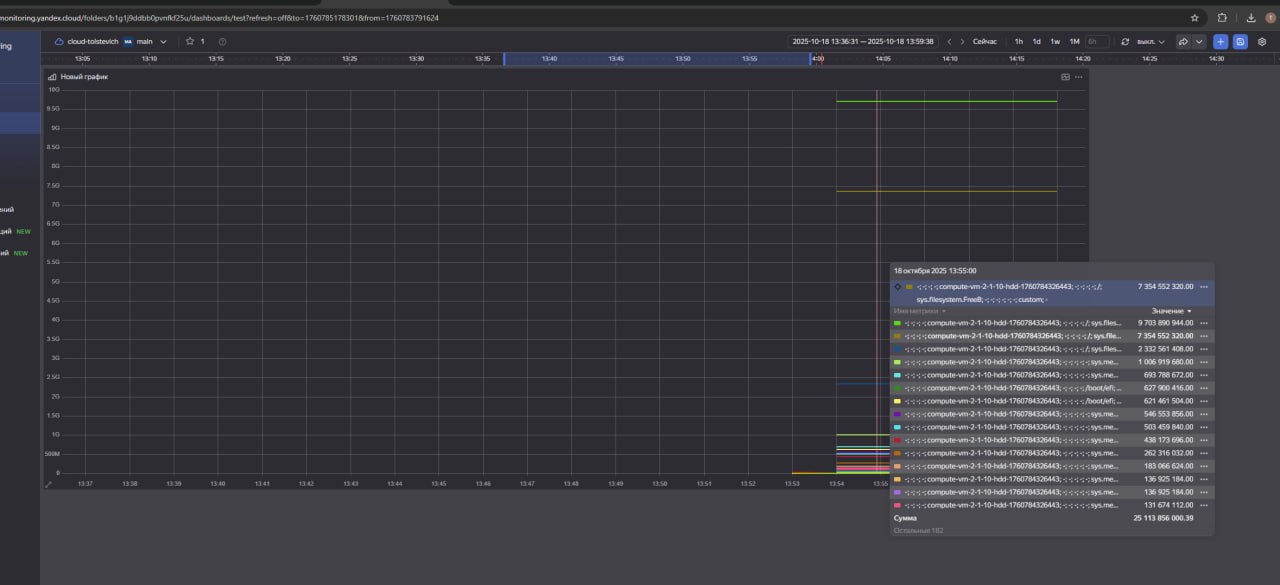 monitoring.yandex.cloud/folders/b1g1j9ddbb0pvnfkf25u/dashboards/test?refresh=off&to=1760785178301&from=1760783791624
ing
cloud-tolstevich MA main 1
2025-10-18 13:36:31 — 2025-10-18 13:59:38 Сейчас 1h 1d 1w 1M 6h выкл.
13:05 13:10 13:15 13:20 13:25 13:30 13:35 13:40 13:45 13:50 13:55 4:00 14:05 14:10 14:15 14:20 14:25 14:30
Новый график
10G
9.5G
9G
8.5G
8G
7.5G
7G
6.5G
6G
5.5G
5G
4.5G
4G
3.5G
3G
2.5G
2G
1.5G
1G
500M
0
13:37 13:38 13:39 13:40 13:41 13:42 13:43 13:44 13:45 13:46 13:47 13:48 13:49 13:50 13:51 13:52 13:53 13:54 13:55
ений
ций NEW
ий NEW
18 октября 2025 13:55:00
-; -; -; -; compute-vm-2-1-10-hdd-1760784326443; -; -; -; -; /; 7 354 552 320.00
sys.filesystem.FreeB; -; -; -; -; -; -; custom; -
Имя метрики Значение
-; -; -; -; compute-vm-2-1-10-hdd-1760784326443; -; -; -; -; /; sys.files... 9 703 890 944.00
-; -; -; -; compute-vm-2-1-10-hdd-1760784326443; -; -; -; -; /; sys.file... 7 354 552 320.00
-; -; -; -; compute-vm-2-1-10-hdd-1760784326443; -; -; -; -; /; sys.files... 2 332 561 408.00
-; -; -; -; compute-vm-2-1-10-hdd-1760784326443; -; -; -; -; -; sys.me... 1 006 919 680.00
-; -; -; -; compute-vm-2-1-10-hdd-1760784326443; -; -; -; -; -; sys.me... 693 788 672.00
-; -; -; -; compute-vm-2-1-10-hdd-1760784326443; -; -; -; -; /boot/efi; ... 627 900 416.00
-; -; -; -; compute-vm-2-1-10-hdd-1760784326443; -; -; -; -; /boot/efi; ... 621 461 504.00
-; -; -; -; compute-vm-2-1-10-hdd-1760784326443; -; -; -; -; -; sys.me... 546 553 856.00
-; -; -; -; compute-vm-2-1-10-hdd-1760784326443; -; -; -; -; -; sys.me... 503 459 840.00
-; -; -; -; compute-vm-2-1-10-hdd-1760784326443; -; -; -; -; -; sys.me... 438 173 696.00
-; -; -; -; compute-vm-2-1-10-hdd-1760784326443; -; -; -; -; -; sys.me... 262 316 032.00
-; -; -; -; compute-vm-2-1-10-hdd-1760784326443; -; -; -; -; -; sys.me... 183 066 624.00
-; -; -; -; compute-vm-2-1-10-hdd-1760784326443; -; -; -; -; -; sys.me... 136 925 184.00
-; -; -; -; compute-vm-2-1-10-hdd-1760784326443; -; -; -; -; -; sys.me... 136 925 184.00
-; -; -; -; compute-vm-2-1-10-hdd-1760784326443; -; -; -; -; -; sys.me... 131 674 112.00
Сумма 25 113 856 000.39
Остальные 182